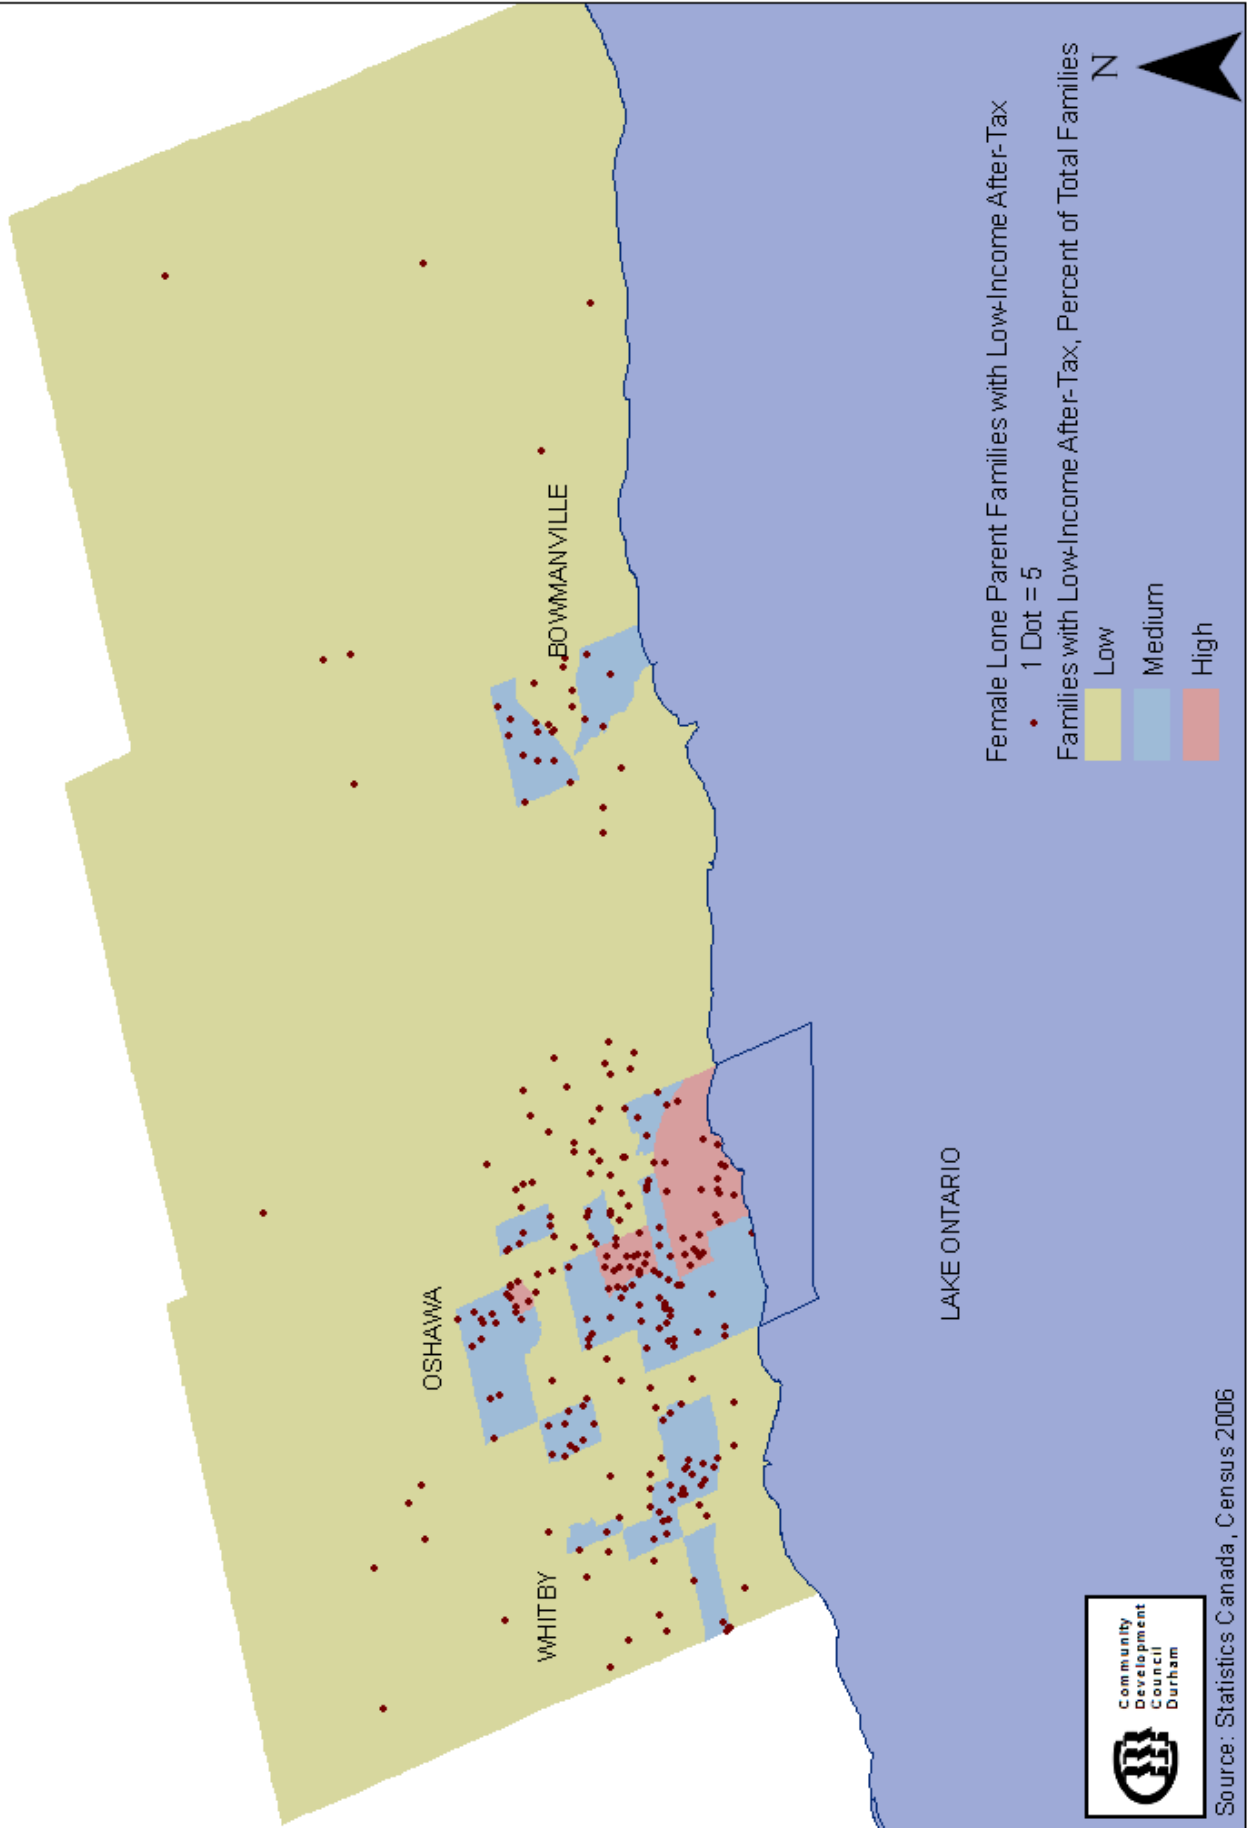 OSHAWA
BOWMANVILLE
WHITBY
LAKE ONTARIO
Female Lone Parent Families with Low-Income After-Tax
1 Dot = 5
Families with Low-Income After-Tax, Percent of Total Families
Low
Medium
High
N
Community
Development
Council
Durham
Source: Statistics Canada, Census 2006